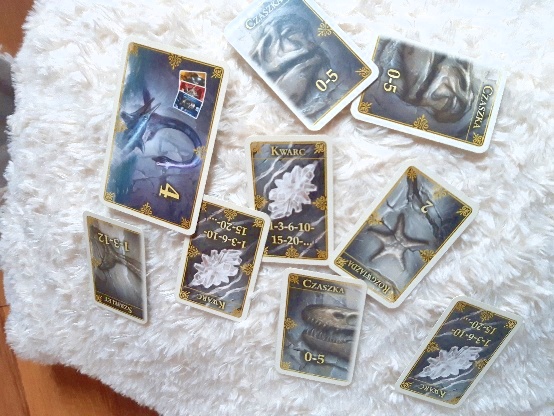 CZASZKA
0-5
0-5
CZASZKA
4
KWARC
1-3-6-10-
15-20-...
2
ROZGWIAZDA
1-3-12
SZKIELET
1-3-6-10-
15-20-...
KWARC
CZASZKA
0-5
1-3-6-10-
15-20-...
KWARC